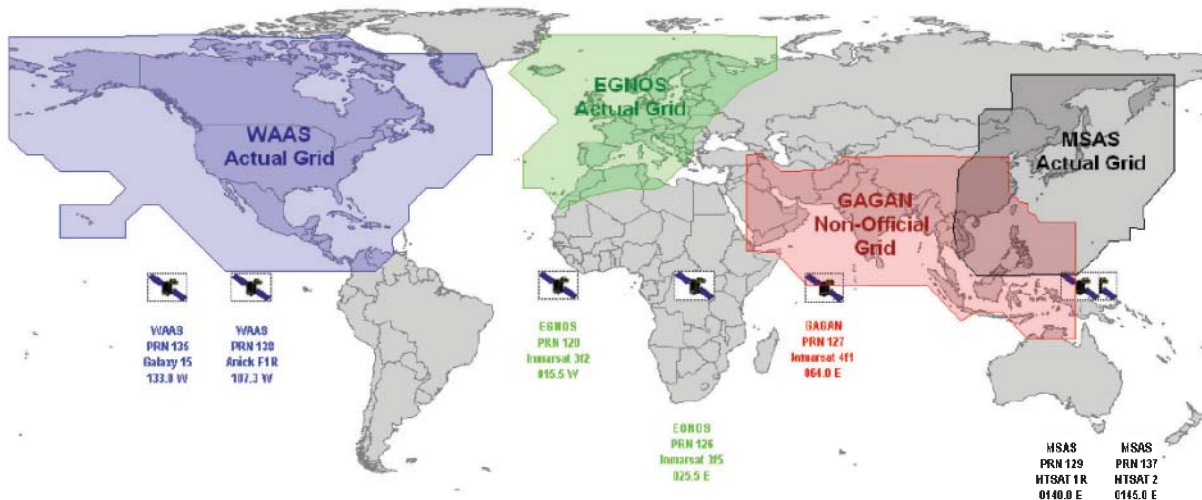 WAAS
Actual Grid
EGNOS
Actual Grid
MSAS
Actual Grid
GAGAN
Non-Official
Grid
WAAS
PRN 135
Galaxy 15
133.0 W
WAAS
PRN 138
Anick F1R
107.3 W
EGNOS
PRN 120
Inmarsat 3f2
015.5 W
EGNOS
PRN 126
Inmarsat 3f5
025.5 E
GAGAN
PRN 127
Inmarsat 4f1
064.0 E
MSAS
PRN 129
MTSAT 1R
0140.0 E
MSAS
PRN 137
MTSAT 2
0145.0 E